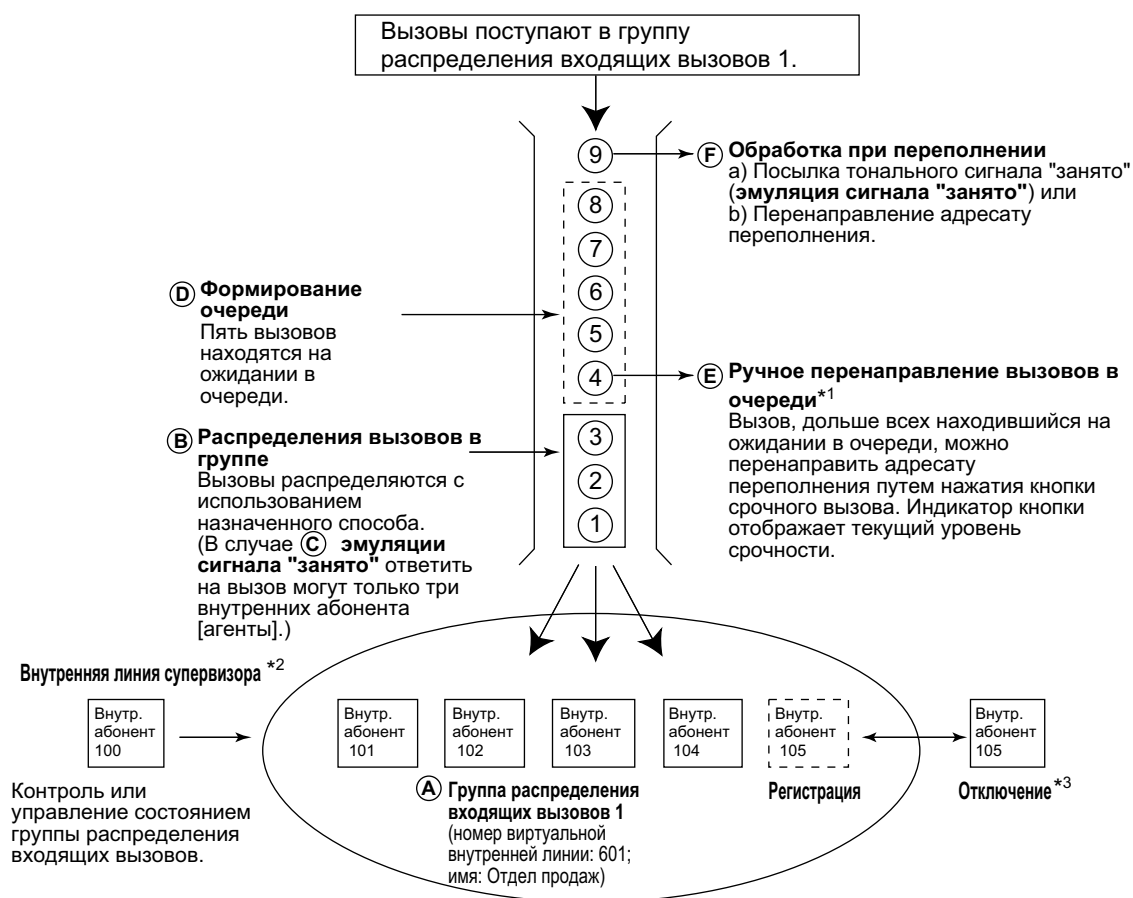 Вызовы поступают в группу
распределения входящих вызовов 1.
9
F Обработка при переполнении
a) Посылка тонального сигнала "занято"
(эмуляция сигнала "занято") или
b) Перенаправление адресату
переполнения.
8
7
6
5
4
D Формирование
очереди
Пять вызовов
находятся на
ожидании в
очереди.
E Ручное перенаправление вызовов в
очереди*1
Вызов, дольше всех находившийся на
ожидании в очереди, можно
перенаправить адресату
переполнения путем нажатия кнопки
срочного вызова. Индикатор кнопки
отображает текущий уровень
срочности.
B Распределения вызовов в
группе
Вызовы распределяются с
использованием
назначенного способа.
(В случае C эмуляции
сигнала "занято" ответить
на вызов могут только три
внутренних абонента
[агенты].)
3
2
1
Внутренняя линия супервизора *2
Внутр.
абонент
100
Контроль или
управление состоянием
группы распределения
входящих вызовов.
Внутр.
абонент
101
Внутр.
абонент
102
Внутр.
абонент
103
Внутр.
абонент
104
Внутр.
абонент
105
Внутр.
абонент
105
A Группа распределения
входящих вызовов 1
(номер виртуальной
внутренней линии: 601;
имя: Отдел продаж)
Регистрация
Отключение *3